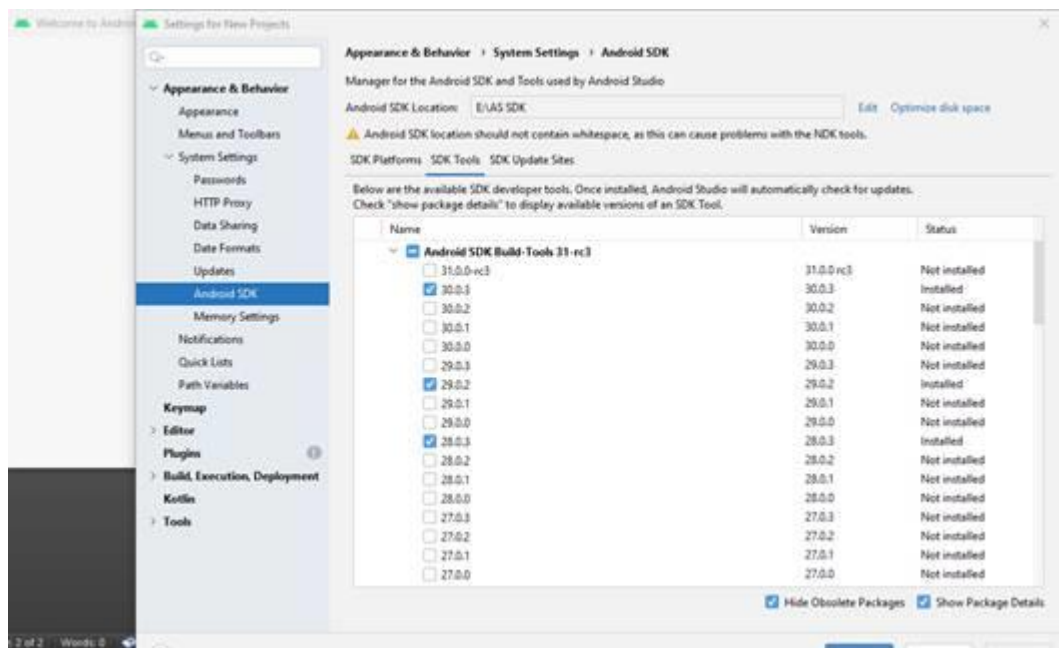 Welcome to Android
Settings for New Projects
Appearance & Behavior
Appearance
Menus and Toolbars
System Settings
Passwords
HTTP Proxy
Data Sharing
Date Formats
Updates
Android SDK
Memory Settings
Notifications
Quick Lists
Path Variables
Keymap
Editor
Plugins
Build, Execution, Deployment
Kotlin
Tools
Appearance & Behavior › System Settings › Android SDK
Manager for the Android SDK and Tools used by Android Studio
Android SDK Location: E:\AS SDK Edit Optimize disk space
Android SDK location should not contain whitespace, as this can cause problems with the NDK tools.
SDK Platforms SDK Tools SDK Update Sites
Below are the available SDK developer tools. Once installed, Android Studio will automatically check for updates.
Check "show package details" to display available versions of an SDK Tool.
Name Version Status
Android SDK Build-Tools 31-rc3
31.0.0-rc3 31.0.0 rc3 Not installed
30.0.3 30.0.3 Installed
30.0.2 30.0.2 Not installed
30.0.1 30.0.1 Not installed
30.0.0 30.0.0 Not installed
29.0.3 29.0.3 Not installed
29.0.2 29.0.2 Installed
29.0.1 29.0.1 Not installed
29.0.0 29.0.0 Not installed
28.0.3 28.0.3 Installed
28.0.2 28.0.2 Not installed
28.0.1 28.0.1 Not installed
28.0.0 28.0.0 Not installed
27.0.3 27.0.3 Not installed
27.0.2 27.0.2 Not installed
27.0.1 27.0.1 Not installed
27.0.0 27.0.0 Not installed
Hide Obsolete Packages Show Package Details
2 of 2 Words: 0